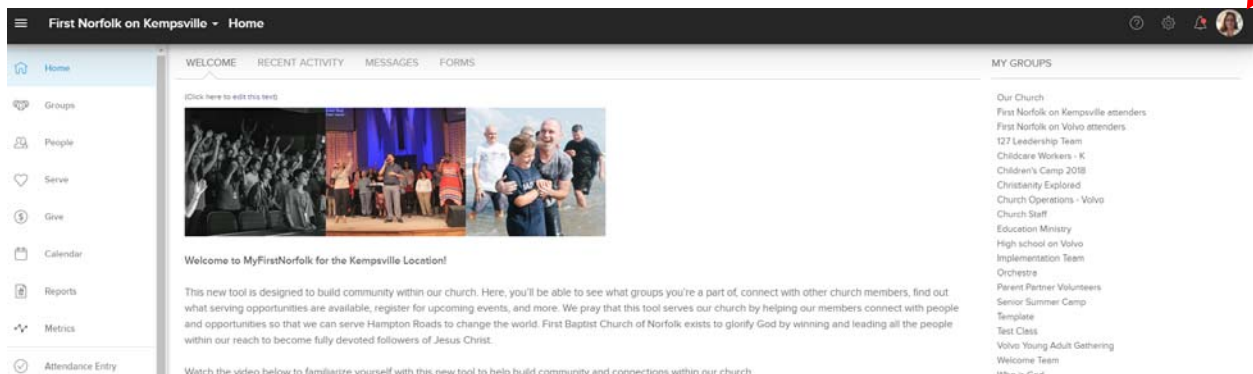 First Norfolk on Kempsville - Home
Home
Groups
People
Serve
Give
Calendar
Reports
Metrics
Attendance Entry
WELCOME RECENT ACTIVITY MESSAGES FORMS
(Click here to edit this text)
Welcome to MyFirstNorfolk for the Kempsville Location!
This new tool is designed to build community within our church. Here, you'll be able to see what groups you're a part of, connect with other church members, find out
what serving opportunities are available, register for upcoming events, and more. We pray that this tool serves our church by helping our members connect with people
and opportunities so that we can serve Hampton Roads to change the world. First Baptist Church of Norfolk exists to glorify God by winning and leading all the people
within our reach to become fully devoted followers of Jesus Christ.
Watch the video below to familiarize yourself with this new tool to help build community and connections within our church.
MY GROUPS
Our Church
First Norfolk on Kempsville attenders
First Norfolk on Volvo attenders
127 Leadership Team
Childcare Workers - K
Children's Camp 2018
Christianity Explored
Church Operations - Volvo
Church Staff
Education Ministry
High school on Volvo
Implementation Team
Orchestra
Parent Partner Volunteers
Senior Summer Camp
Template
Test Class
Volvo Young Adult Gathering
Welcome Team
Who is God